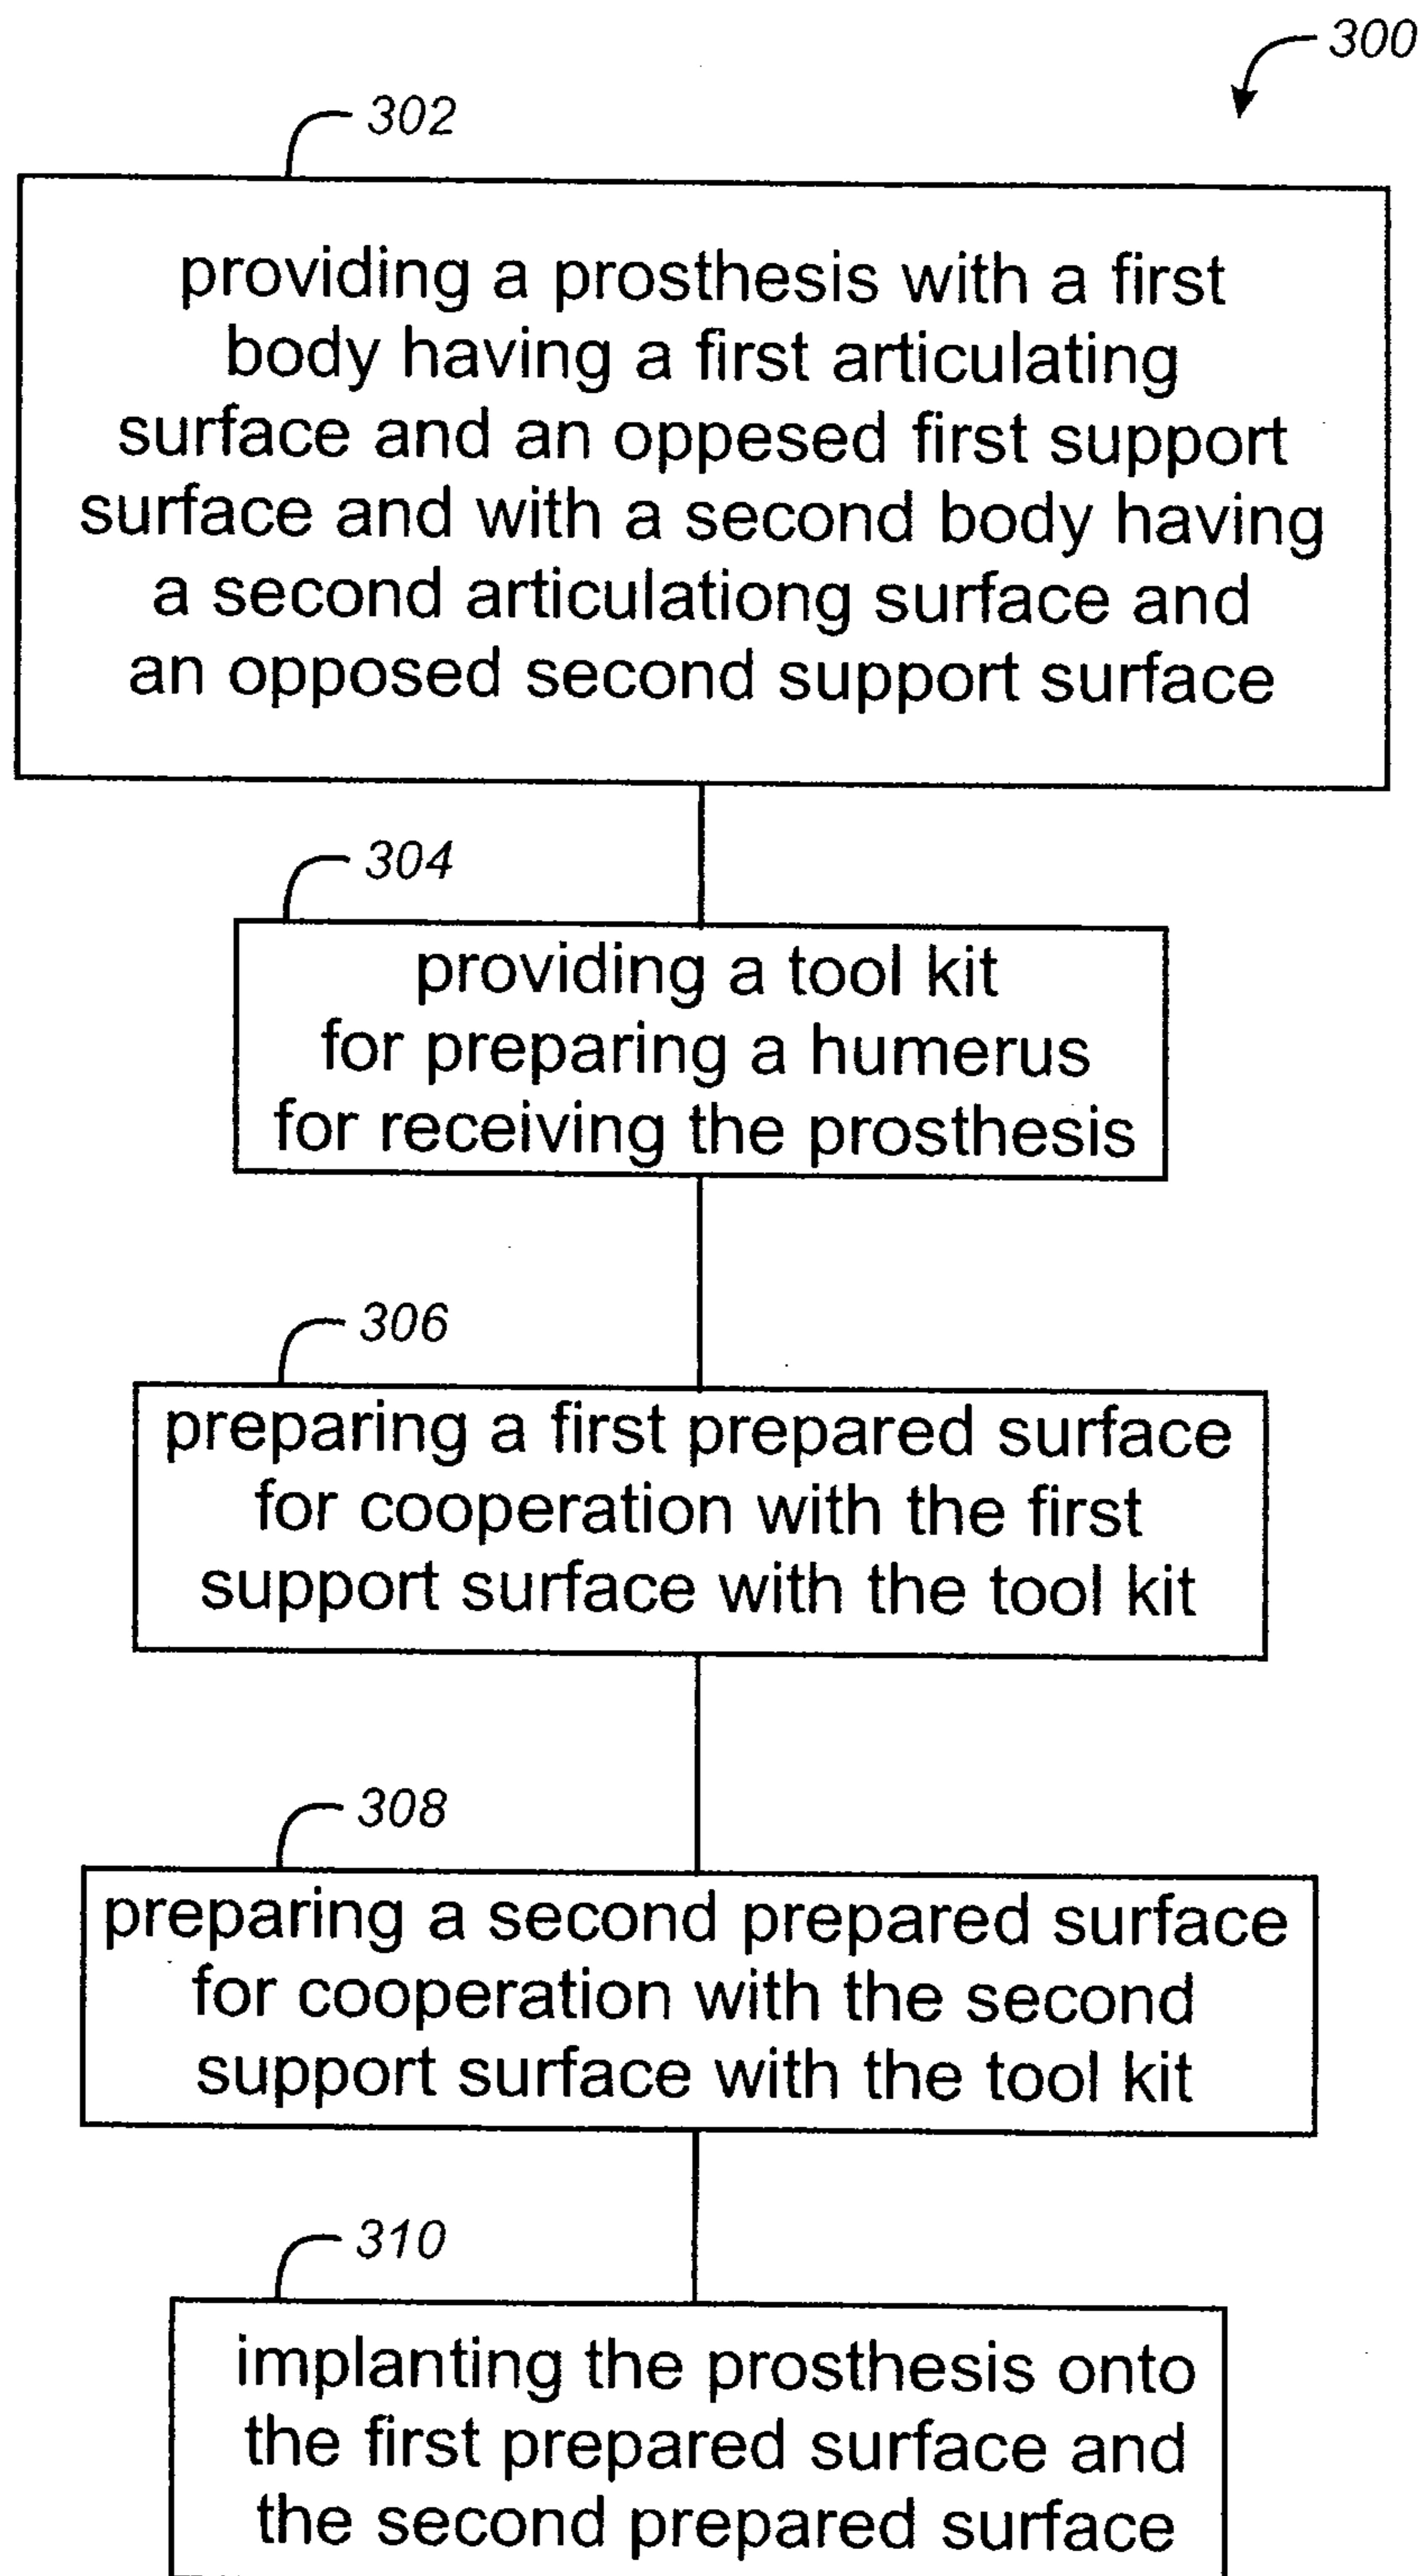 300
302
providing a prosthesis with a first
body having a first articulating
surface and an oppesed first support
surface and with a second body having
a second articulationg surface and
an opposed second support surface
304
providing a tool kit
for preparing a humerus
for receiving the prosthesis
306
preparing a first prepared surface
for cooperation with the first
support surface with the tool kit
308
preparing a second prepared surface
for cooperation with the second
support surface with the tool kit
310
implanting the prosthesis onto
the first prepared surface and
the second prepared surface